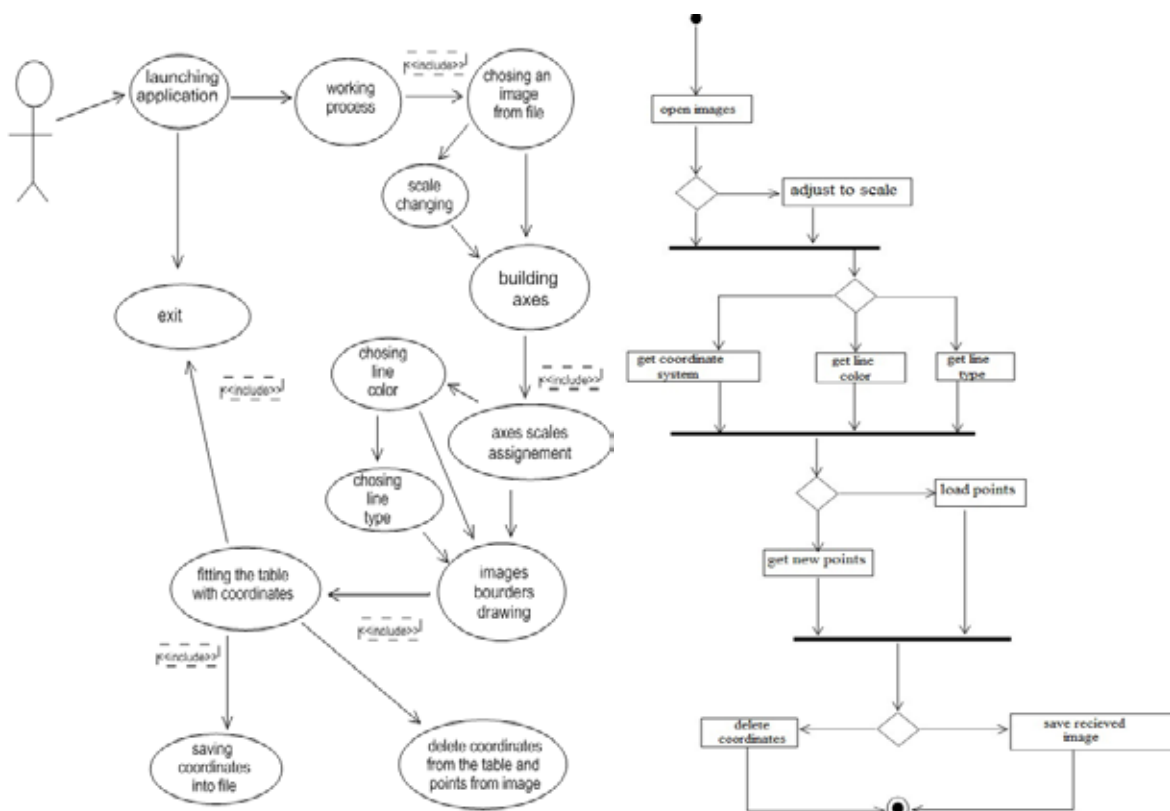 launching
application
working
process
<<include>>
chosing an
image
from file
scale
changing
building
axes
exit
<<include>>
chosing
line
color
<<include>>
axes scales
assignement
chosing
line
type
fitting the table
with coordinates
images
bourders
drawing
<<include>>
<<include>>
saving
coordinates
into file
delete coordinates
from the table and
points from image
open images
adjust to scale
get coordinate
system
get line
color
get line
type
load points
get new points
delete
coordinates
save recieved
image